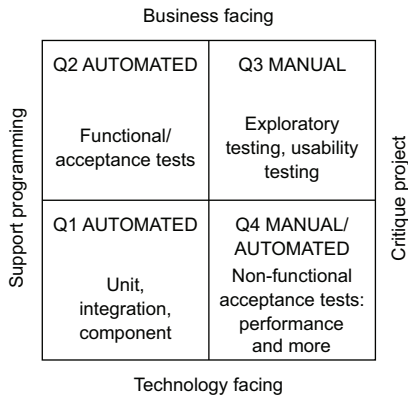 Business facing
Support programming
Q2 AUTOMATED
Functional/
acceptance tests
Q3 MANUAL
Exploratory
testing, usability
testing
Critique project
Q1 AUTOMATED
Unit,
integration,
component
Q4 MANUAL/
AUTOMATED
Non-functional
acceptance tests:
performance
and more
Technology facing